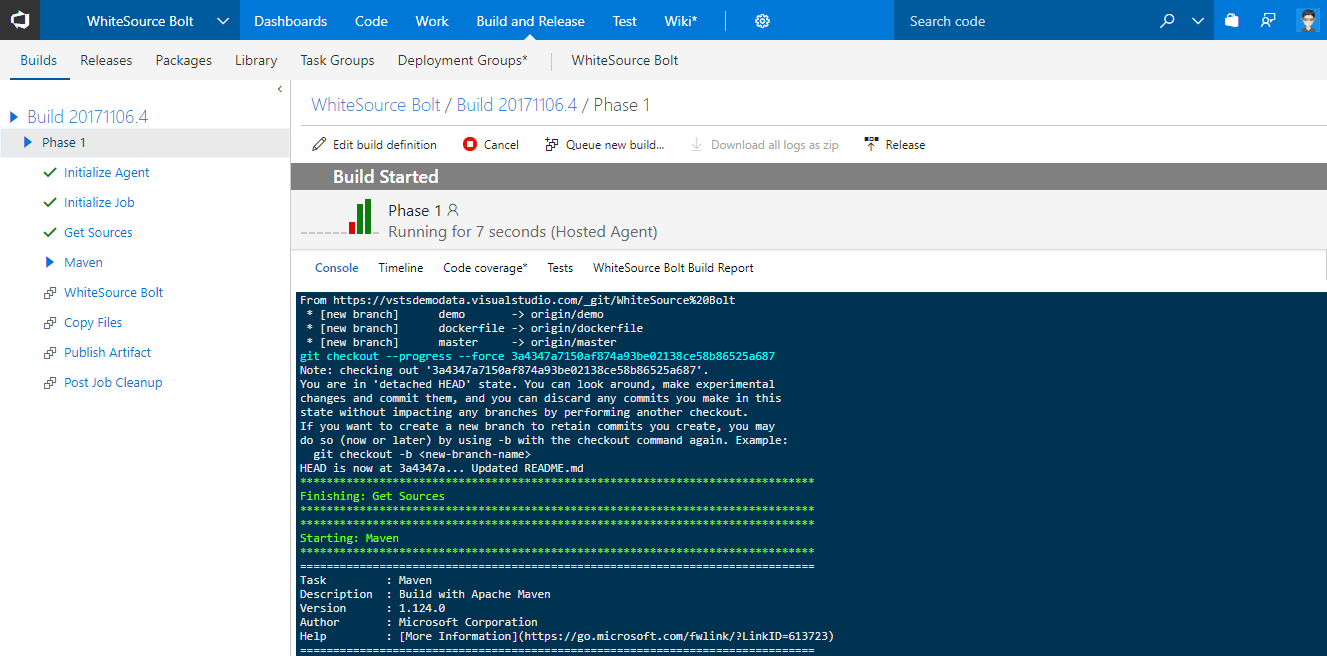 WhiteSource Bolt Dashboards Code Work Build and Release Test Wiki* Search code
Builds Releases Packages Library Task Groups Deployment Groups* WhiteSource Bolt
Build 20171106.4
Phase 1
Initialize Agent
Initialize Job
Get Sources
Maven
WhiteSource Bolt
Copy Files
Publish Artifact
Post Job Cleanup
WhiteSource Bolt / Build 20171106.4 / Phase 1
Edit build definition Cancel Queue new build... Download all logs as zip Release
Build Started
Phase 1
Running for 7 seconds (Hosted Agent)
Console Timeline Code coverage* Tests WhiteSource Bolt Build Report
From https://vstsdemodata.visualstudio.com/_git/WhiteSource%20Bolt
* [new branch] demo -> origin/demo
* [new branch] dockerfile -> origin/dockerfile
* [new branch] master -> origin/master
git checkout --progress --force 3a4347a7150af874a93be02138ce58b86525a687
Note: checking out '3a4347a7150af874a93be02138ce58b86525a687'.
You are in 'detached HEAD' state. You can look around, make experimental
changes and commit them, and you can discard any commits you make in this
state without impacting any branches by performing another checkout.
If you want to create a new branch to retain commits you create, you may
do so (now or later) by using -b with the checkout command again. Example:
git checkout -b <new-branch-name>
HEAD is now at 3a4347a... Updated README.md
******************************************************************************
Finishing: Get Sources
******************************************************************************
******************************************************************************
Starting: Maven
******************************************************************************
==============================================================================
Task : Maven
Description : Build with Apache Maven
Version : 1.124.0
Author : Microsoft Corporation
Help : [More Information](https://go.microsoft.com/fwlink/?LinkID=613723)
==============================================================================